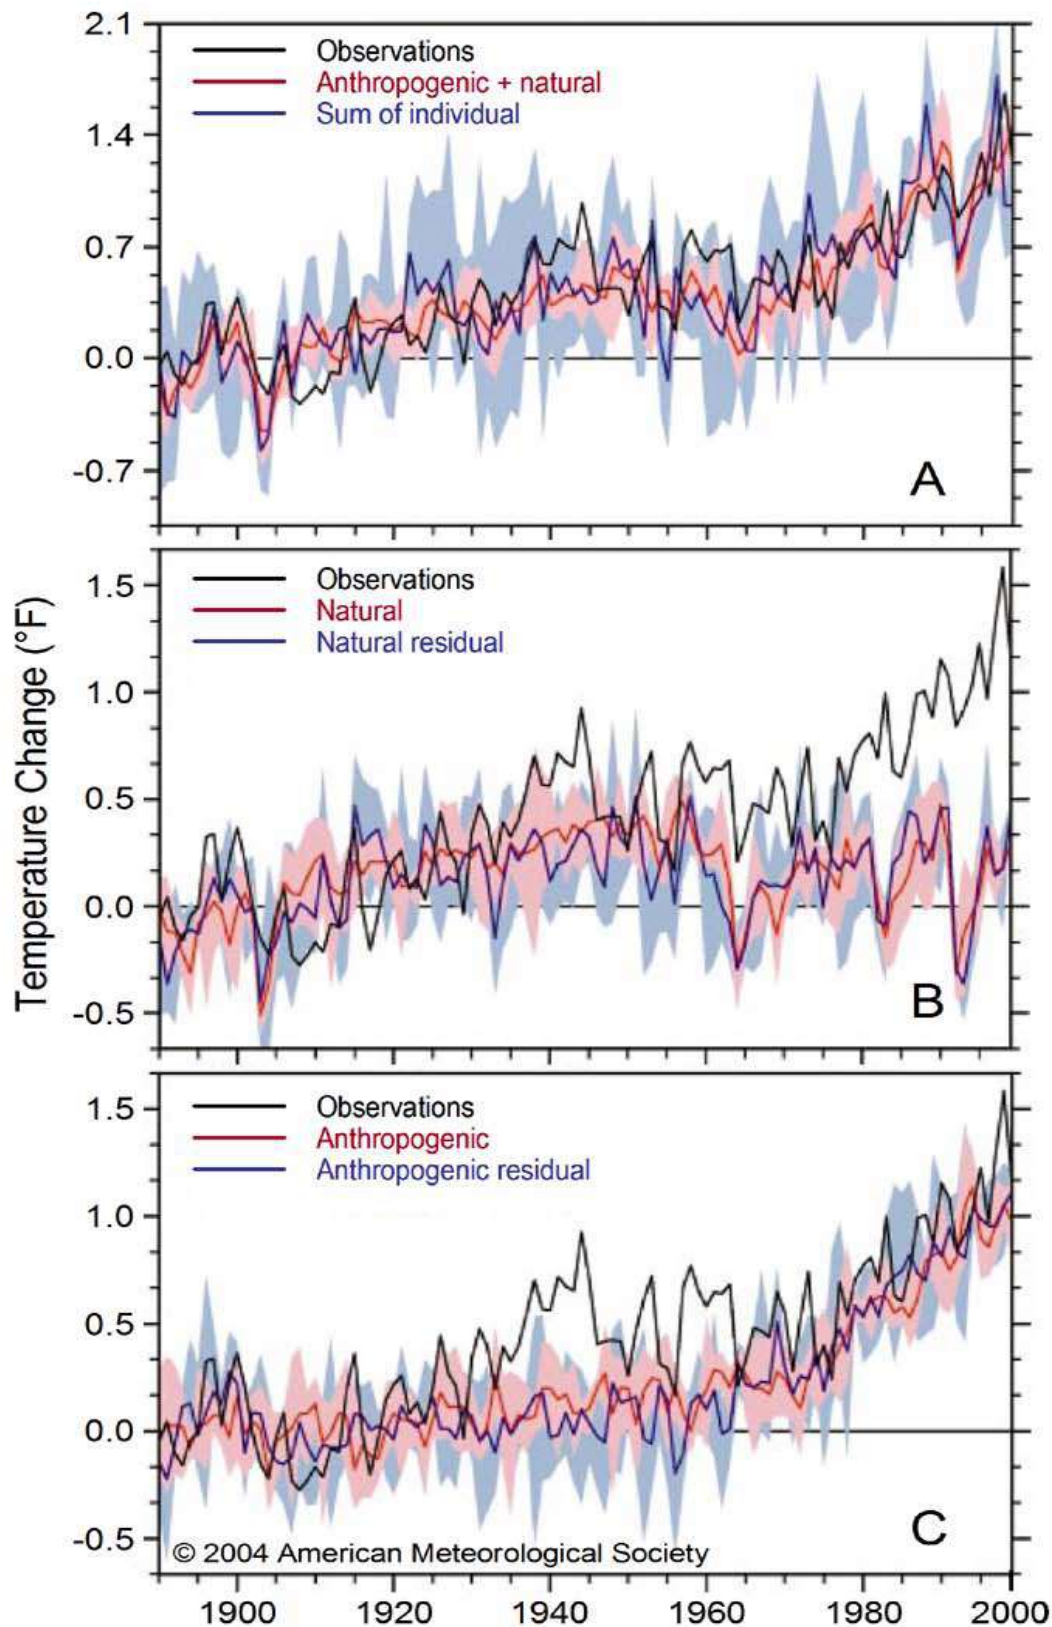 2.1
1.4
0.7
0.0
-0.7
Observations
Anthropogenic + natural
Sum of individual
A
Temperature Change (°F)
1.5
1.0
0.5
0.0
-0.5
Observations
Natural
Natural residual
B
1.5
1.0
0.5
0.0
-0.5
Observations
Anthropogenic
Anthropogenic residual
C
© 2004 American Meteorological Society
1900 1920 1940 1960 1980 2000